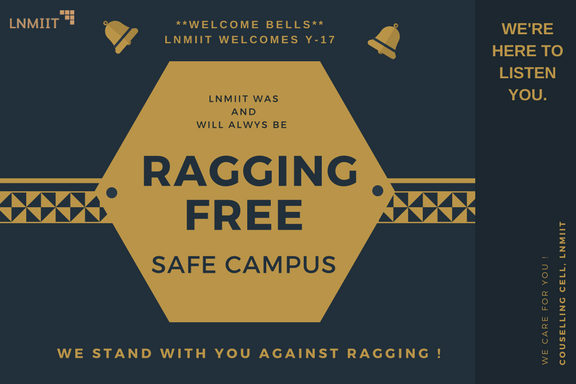 LNMIIT
**WELCOME BELLS**
LNMIIT WELCOMES Y-17
LNMIIT WAS
AND
WILL ALWYS BE
RAGGING
FREE
SAFE CAMPUS
WE STAND WITH YOU AGAINST RAGGING !
WE'RE
HERE TO
LISTEN
YOU.
WE CARE FOR YOU !
COUSELLING CELL, LNMIIT